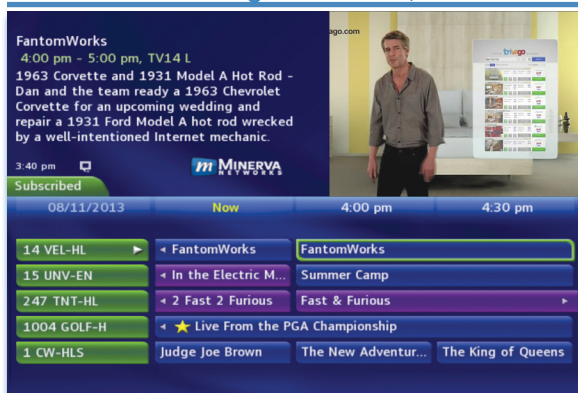 FantomWorks
4:00 pm - 5:00 pm, TV14 L
1963 Corvette and 1931 Model A Hot Rod -
Dan and the team ready a 1963 Chevrolet
Corvette for an upcoming wedding and
repair a 1931 Ford Model A hot rod wrecked
by a well-intentioned Internet mechanic.
3:40 pm
m MINERVA
NETWORKS
ago.com
trivago
Subscribed
08/11/2013 Now 4:00 pm 4:30 pm
14 VEL-HL FantomWorks FantomWorks
15 UNV-EN In the Electric M... Summer Camp
247 TNT-HL 2 Fast 2 Furious Fast & Furious
1004 GOLF-H Live From the PGA Championship
1 CW-HLS Judge Joe Brown The New Adventur... The King of Queens